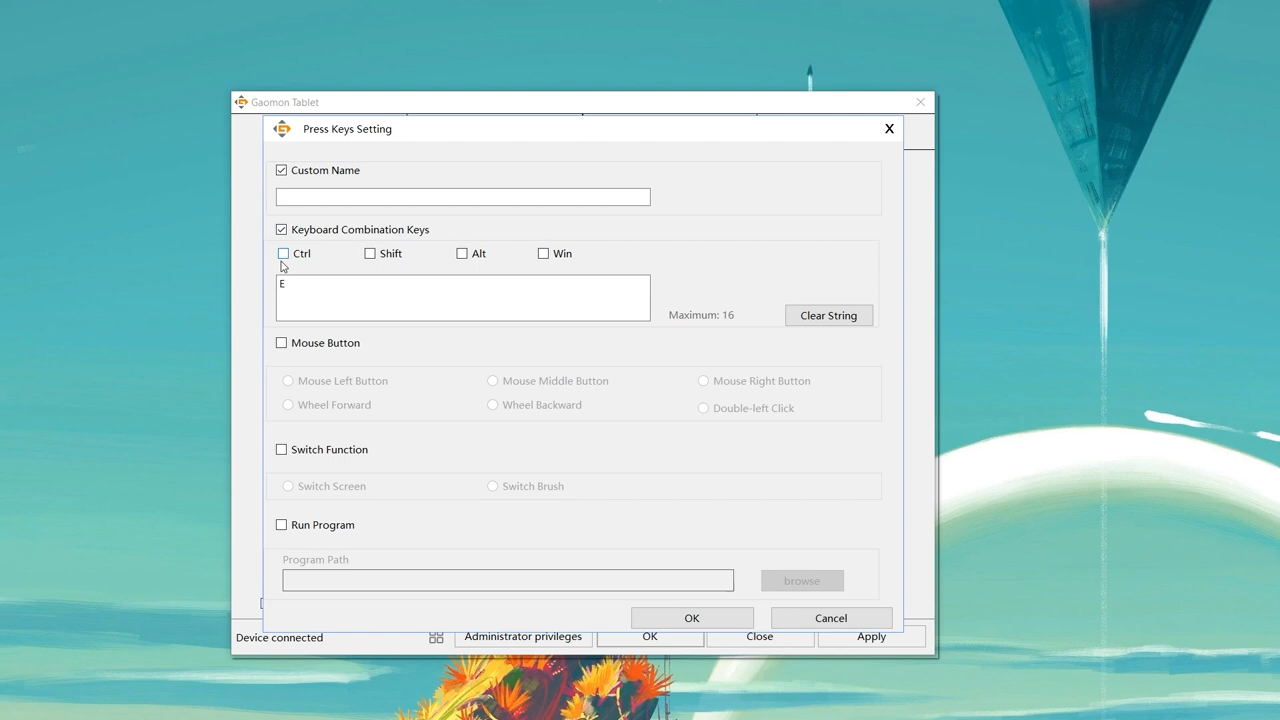 Gaomon Tablet
Press Keys Setting
X
Custom Name
Keyboard Combination Keys
Ctrl Shift Alt Win
E
Maximum: 16 Clear String
Mouse Button
Mouse Left Button Mouse Middle Button Mouse Right Button
Wheel Forward Wheel Backward Double-left Click
Switch Function
Switch Screen Switch Brush
Run Program
Program Path
browse
OK Cancel
Device connected Administrator privileges OK Close Apply